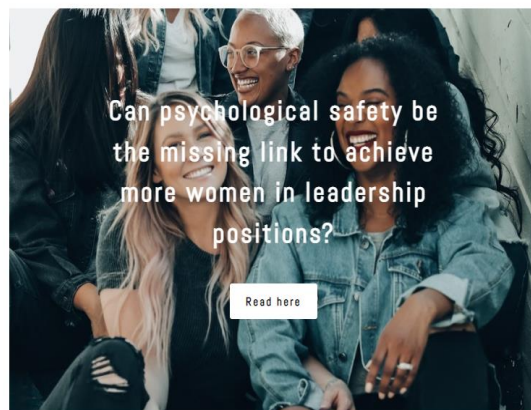 Can psychological safety be
the missing link to achieve
more women in leadership
positions?
Read here